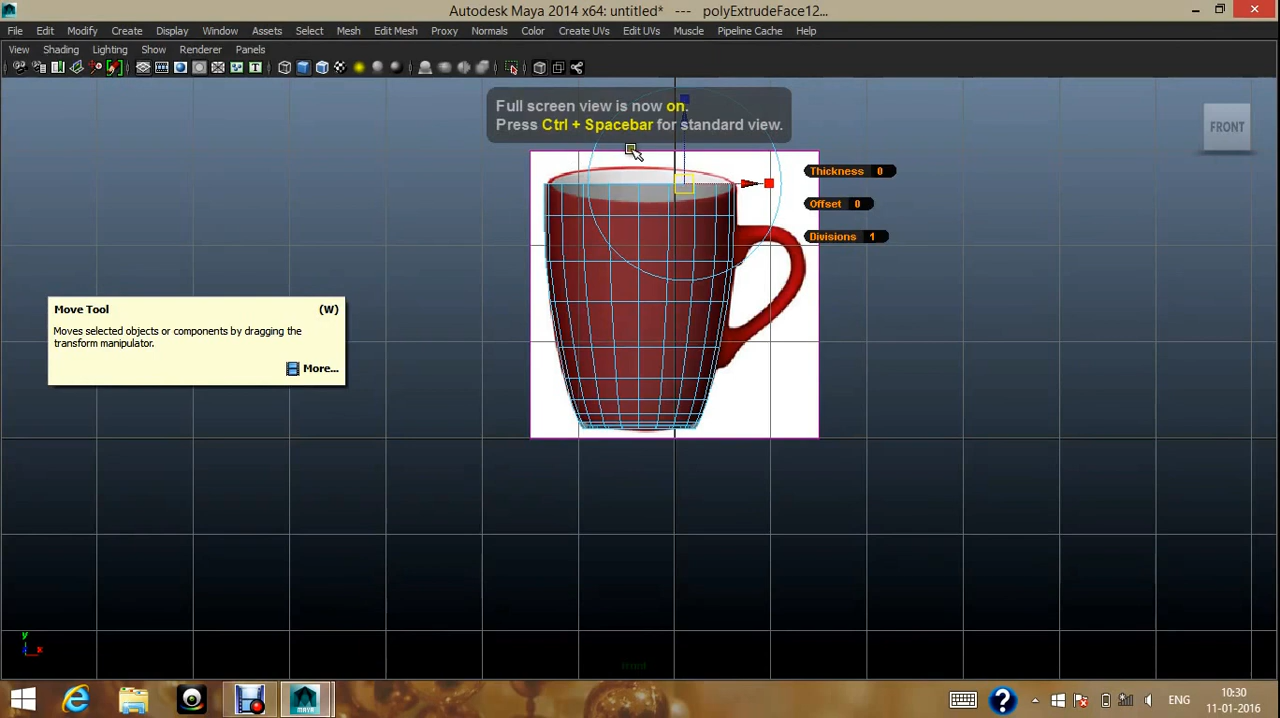 Autodesk Maya 2014 x64: untitled*   ---   polyExtrudeFace12...
File Edit Modify Create Display Window Assets Select Mesh Edit Mesh Proxy Normals Color Create UVs Edit UVs Muscle Pipeline Cache Help
View Shading Lighting Show Renderer Panels
Full screen view is now on.
Press Ctrl + Spacebar for standard view.
FRONT
Thickness 0
Offset 0
Divisions 1
Move Tool (W)
Moves selected objects or components by dragging the
transform manipulator.
More...
y
x
front
MAYA
ENG
10:30
11-01-2016